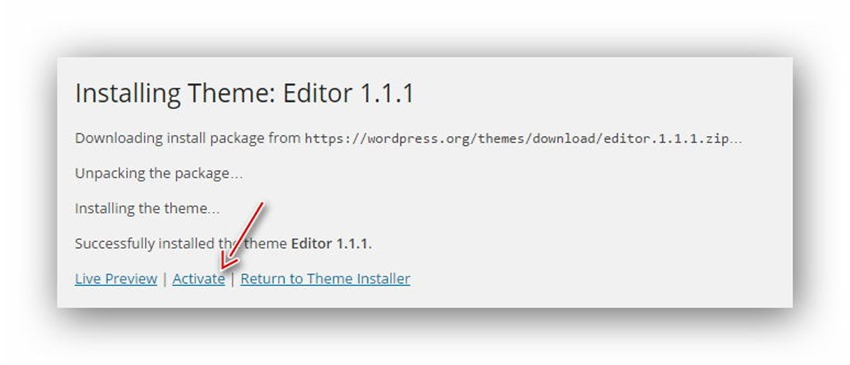 Installing Theme: Editor 1.1.1
Downloading install package from https://wordpress.org/themes/download/editor.1.1.1.zip…
Unpacking the package…
Installing the theme…
Successfully installed the theme Editor 1.1.1.
Live Preview | Activate | Return to Theme Installer